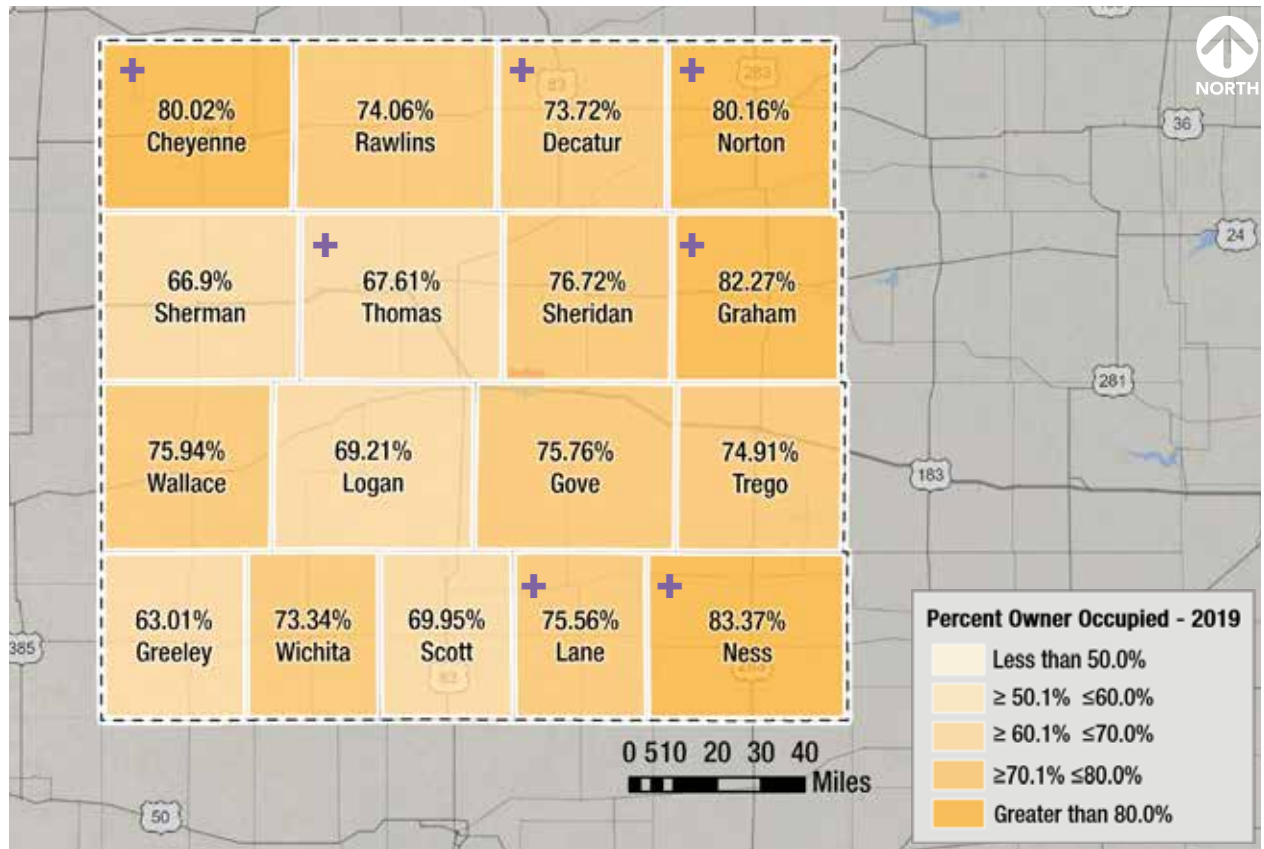 NORTH
83
283
36
80.02%
Cheyenne
74.06%
Rawlins
73.72%
Decatur
80.16%
Norton
24
66.9%
Sherman
67.61%
Thomas
76.72%
Sheridan
82.27%
Graham
281
75.94%
Wallace
69.21%
Logan
75.76%
Gove
74.91%
Trego
183
63.01%
Greeley
73.34%
Wichita
69.95%
Scott
75.56%
Lane
83.37%
Ness
385
83
0 510 20 30 40
Miles
50
Percent Owner Occupied - 2019
Less than 50.0%
≥ 50.1% ≤60.0%
≥ 60.1% ≤70.0%
≥70.1% ≤80.0%
Greater than 80.0%